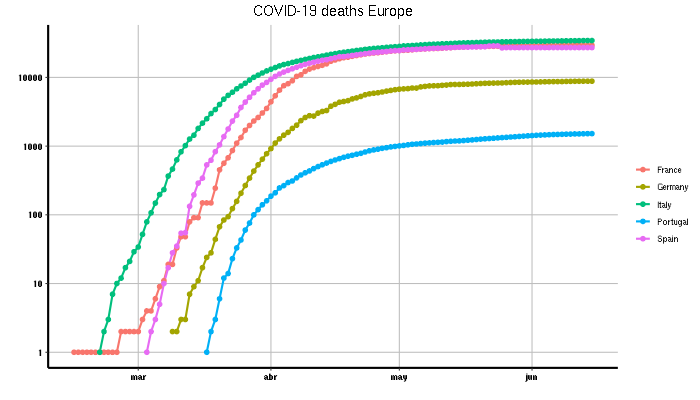 COVID-19 deaths Europe
10000
1000
100
10
1
mar
abr
may
jun
France
Germany
Italy
Portugal
Spain